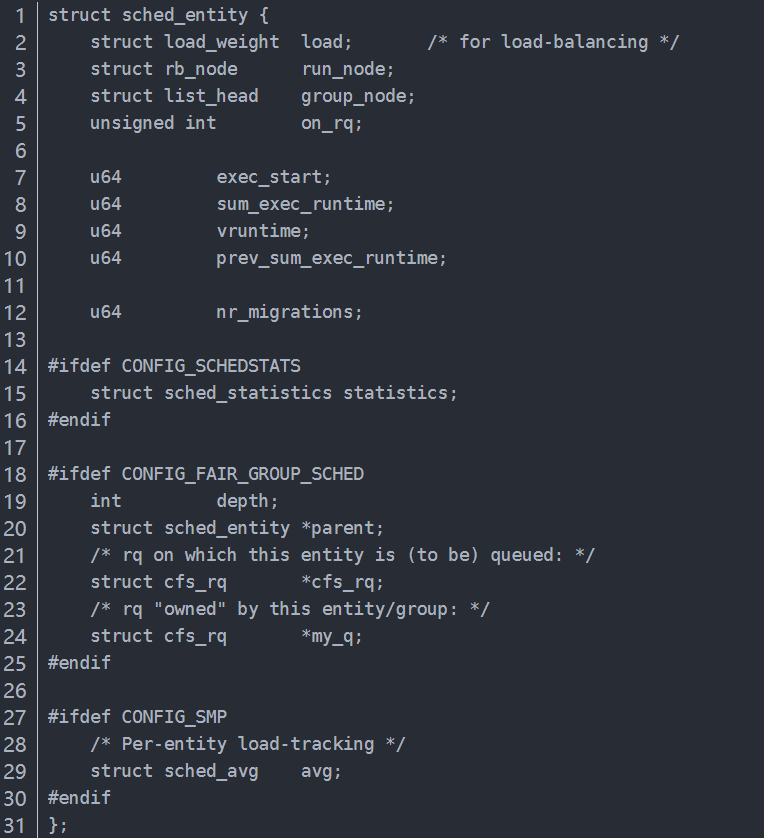 1 struct sched_entity {
2     struct load_weight  load;       /* for load-balancing */
3     struct rb_node      run_node;
4     struct list_head    group_node;
5     unsigned int        on_rq;
6
7     u64         exec_start;
8     u64         sum_exec_runtime;
9     u64         vruntime;
10     u64         prev_sum_exec_runtime;
11
12     u64         nr_migrations;
13
14 #ifdef CONFIG_SCHEDSTATS
15     struct sched_statistics statistics;
16 #endif
17
18 #ifdef CONFIG_FAIR_GROUP_SCHED
19     int         depth;
20     struct sched_entity *parent;
21     /* rq on which this entity is (to be) queued: */
22     struct cfs_rq       *cfs_rq;
23     /* rq "owned" by this entity/group: */
24     struct cfs_rq       *my_q;
25 #endif
26
27 #ifdef CONFIG_SMP
28     /* Per-entity load-tracking */
29     struct sched_avg    avg;
30 #endif
31 };